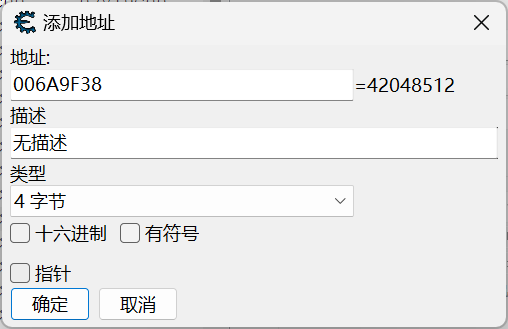 添加地址
地址:
006A9F38 =42048512
描述
无描述
类型
4 字节
十六进制 有符号
指针
确定 取消